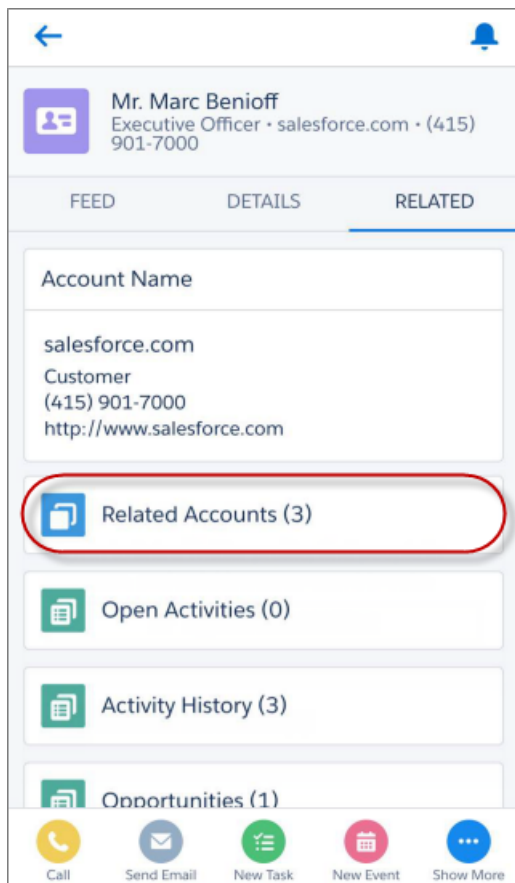 Mr. Marc Benioff
Executive Officer • salesforce.com • (415)
901-7000
FEED DETAILS RELATED
Account Name
salesforce.com
Customer
(415) 901-7000
http://www.salesforce.com
Related Accounts (3)
Open Activities (0)
Activity History (3)
Opportunities (1)
Call Send Email New Task New Event Show More